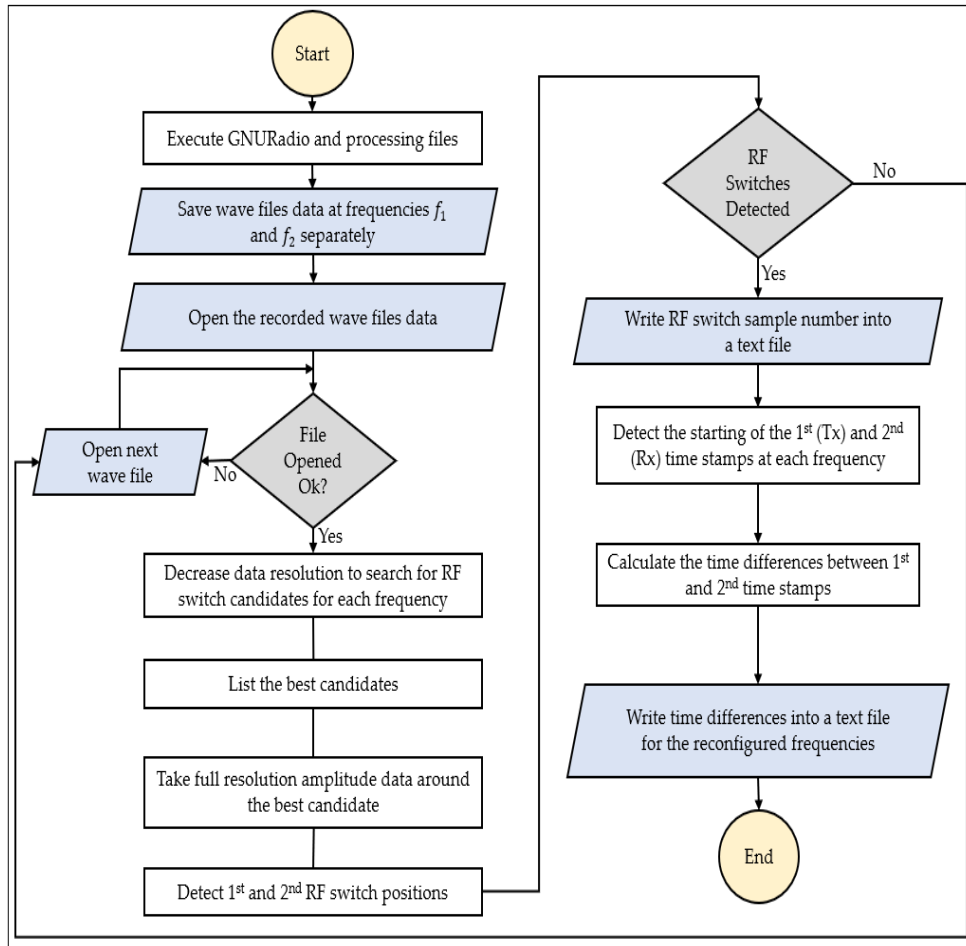 Start
Execute GNURadio and processing files
Save wave files data at frequencies f₁
and f₂ separately
Open the recorded wave files data
Open next
wave file
No
File
Opened
Ok?
Yes
Decrease data resolution to search for RF
switch candidates for each frequency
List the best candidates
Take full resolution amplitude data around
the best candidate
Detect 1ˢᵗ and 2ⁿᵈ RF switch positions
RF
Switches
Detected
No
Yes
Write RF switch sample number into
a text file
Detect the starting of the 1ˢᵗ (Tx) and 2ⁿᵈ
(Rx) time stamps at each frequency
Calculate the time differences between 1ˢᵗ
and 2ⁿᵈ time stamps
Write time differences into a text file
for the reconfigured frequencies
End